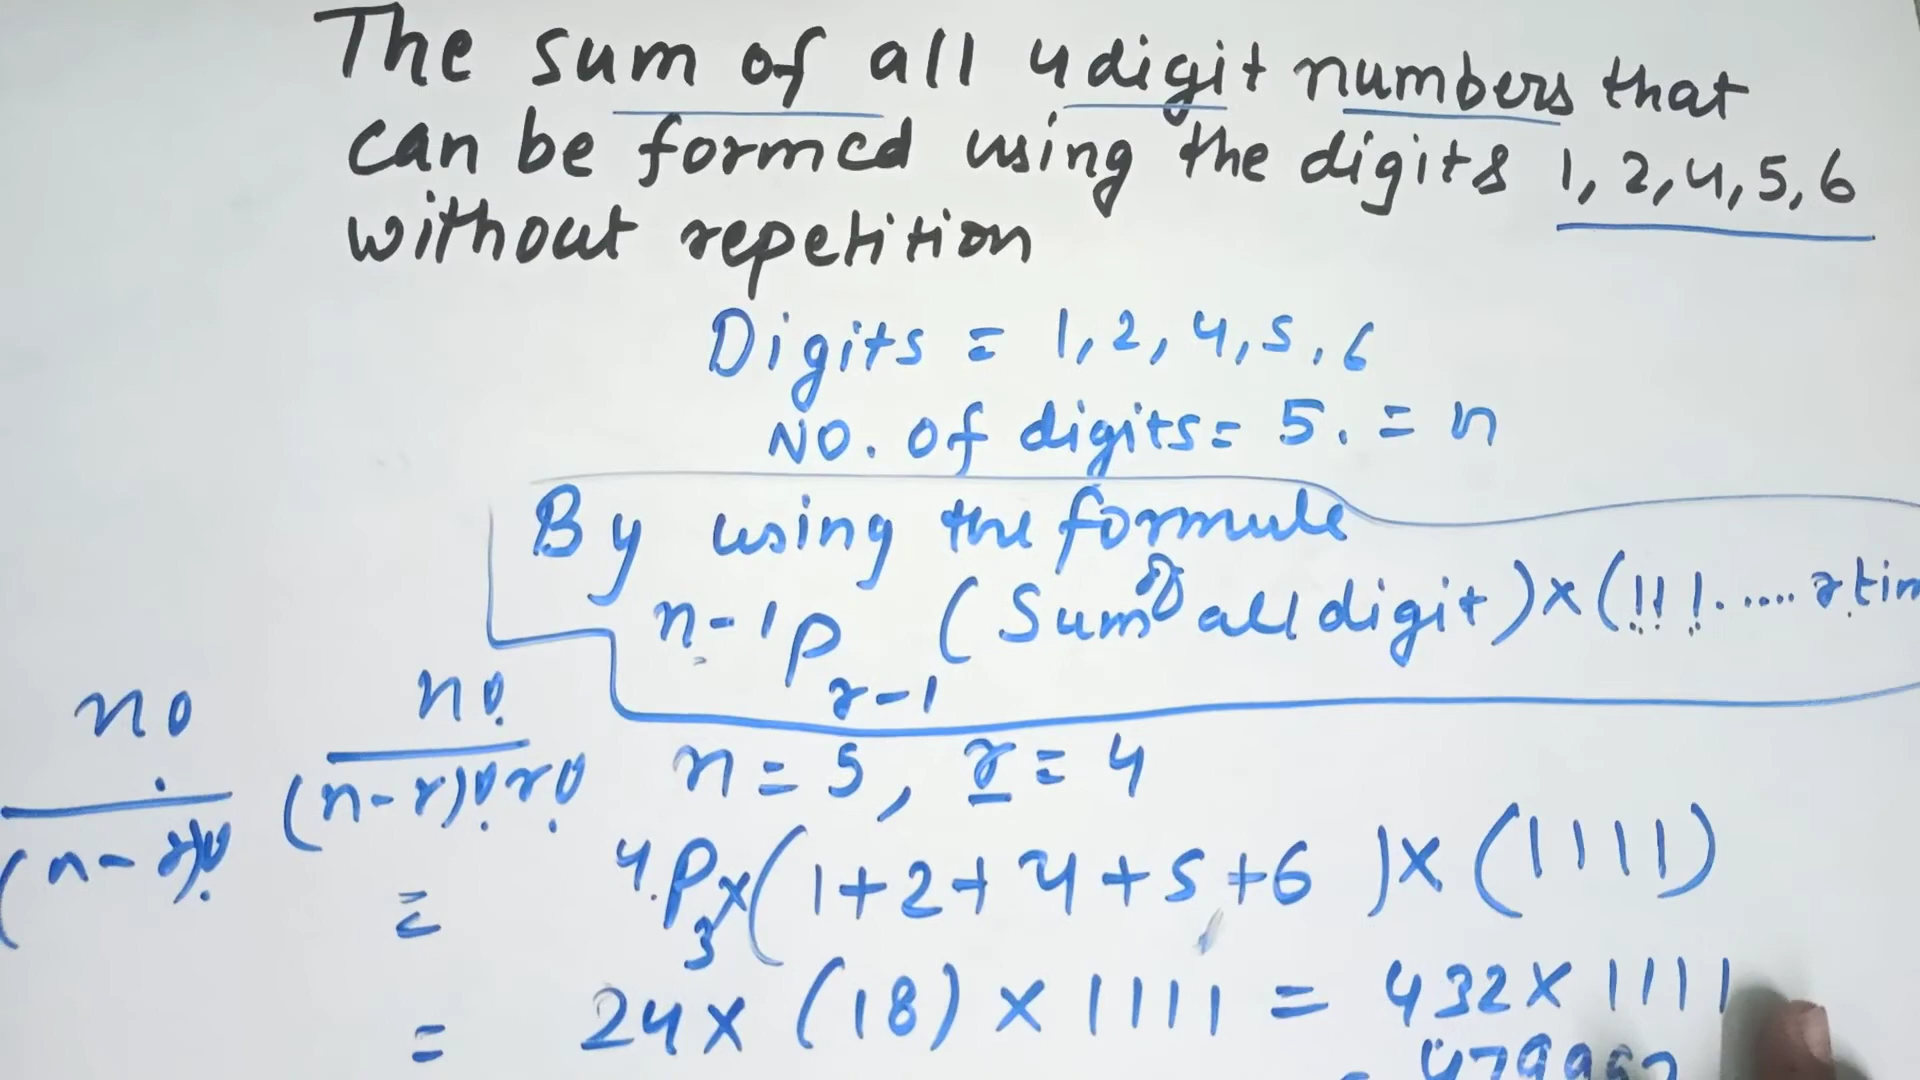 The sum of all 4 digit numbers that
can be formed using the digits 1, 2, 4, 5, 6
without repetition
Digits = 1, 2, 4, 5, 6
NO. of digits = 5. = n
By using the formule
n-1Pr-1 (Sum of all digit) × (111..... r tim
n! / (n-r)!
n! / (n-r)! r!
n = 5, r = 4
= 4P3 × (1+2+4+5+6) × (1111)
= 24 × (18) × 1111 = 432 × 1111